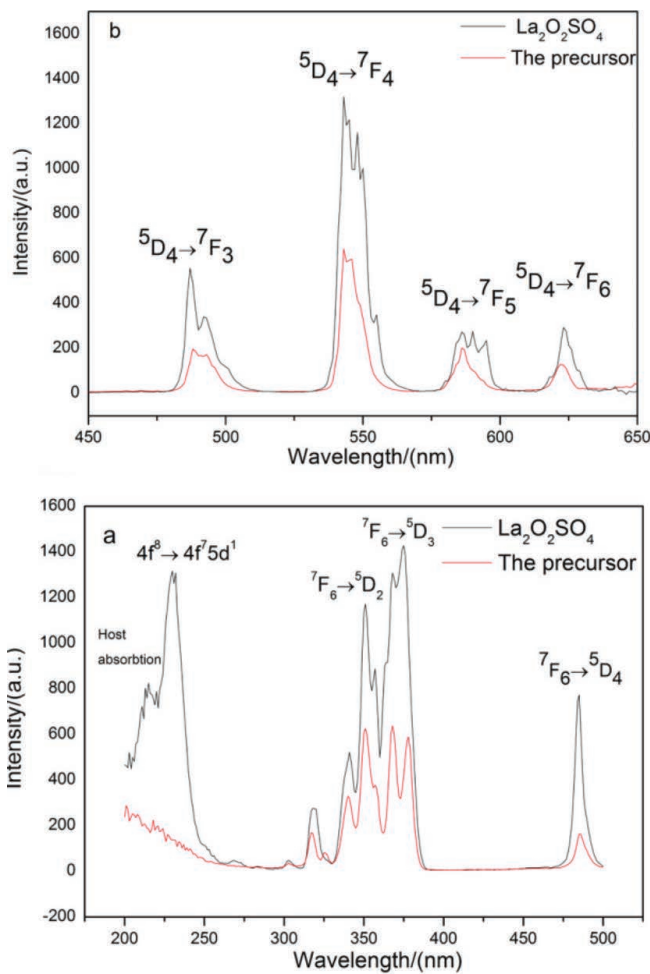 b
La₂O₂SO₄
The precursor
⁵D₄→⁷F₄
⁵D₄→⁷F₃
⁵D₄→⁷F₅
⁵D₄→⁷F₆
Intensity/(a.u.)
1600
1400
1200
1000
800
600
400
200
0
450
500
550
600
650
Wavelength/(nm)
a
La₂O₂SO₄
The precursor
4f⁸→4f⁷5d¹
⁷F₆→⁵D₃
⁷F₆→⁵D₂
Host
absorbtion
⁷F₆→⁵D₄
Intensity/(a.u.)
1600
1400
1200
1000
800
600
400
200
0
-200
200
250
300
350
400
450
500
Wavelength/(nm)